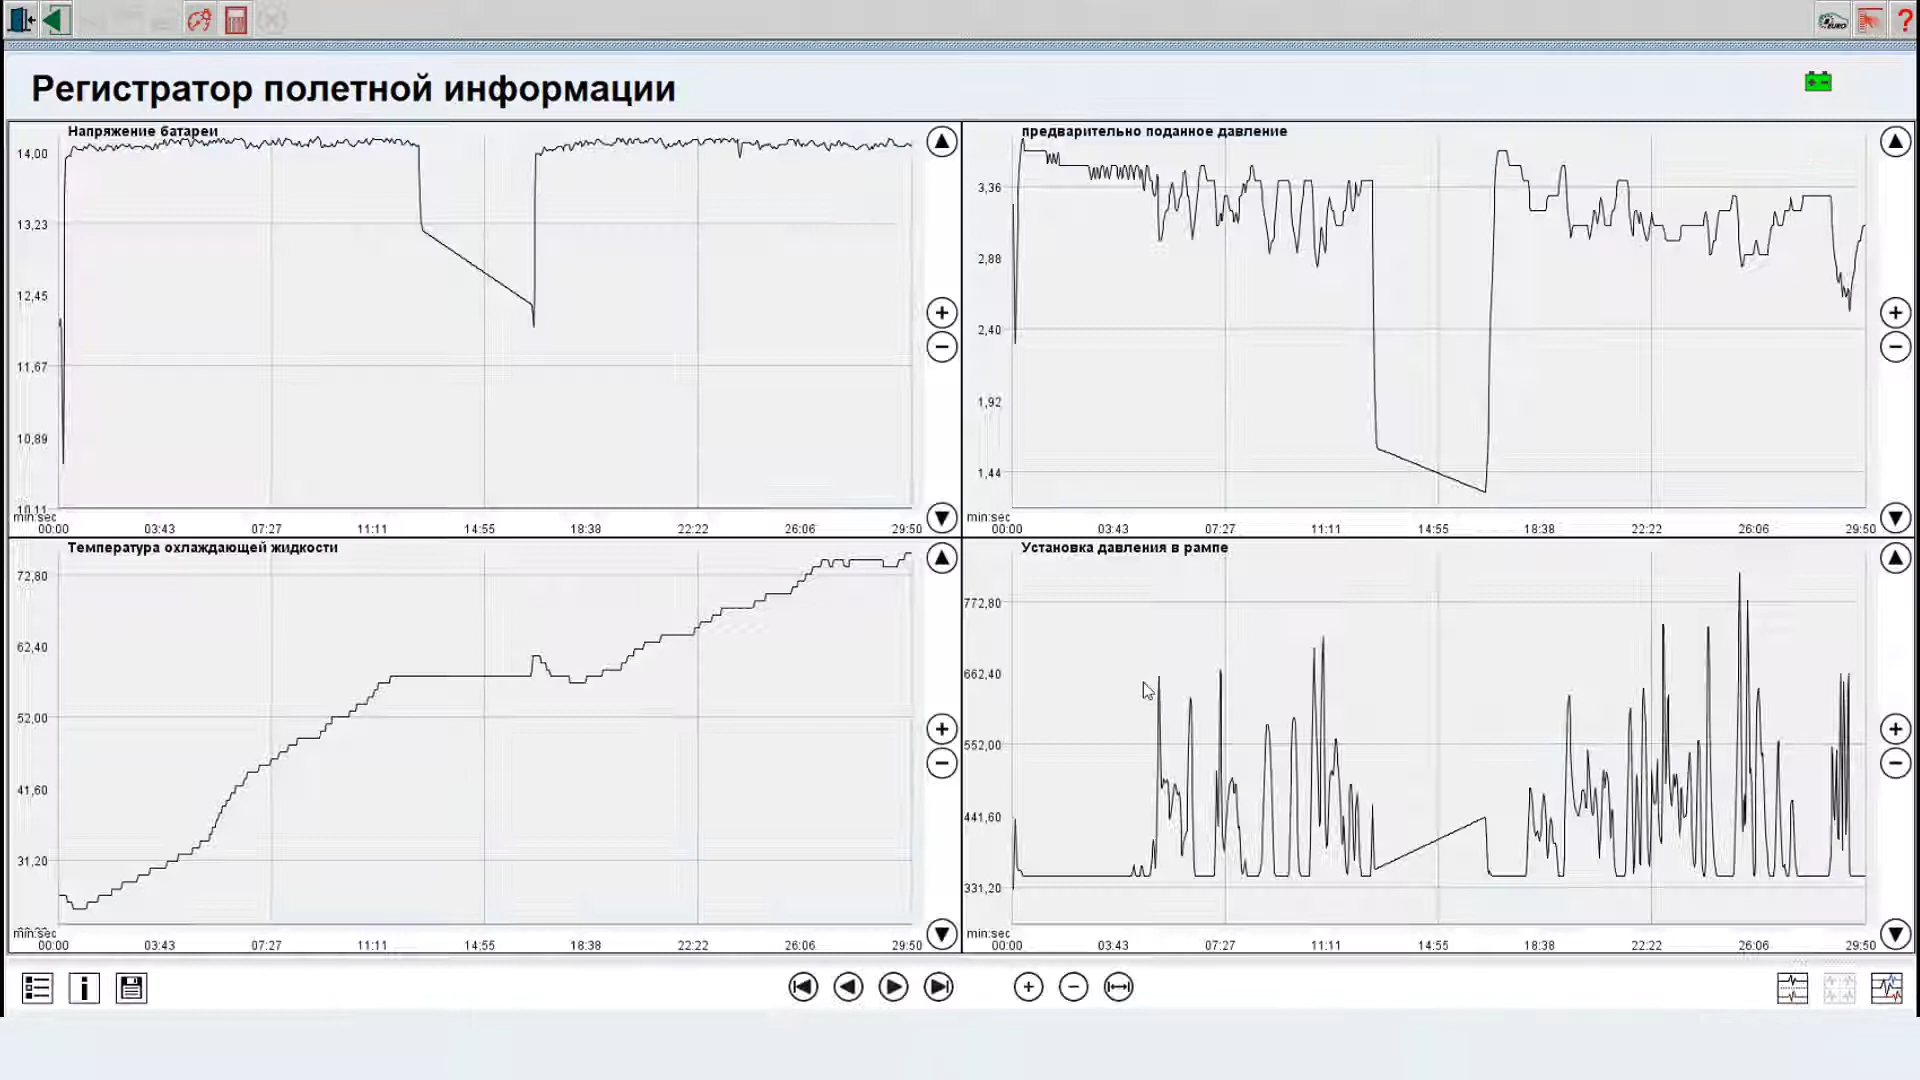 EURO
?
Регистратор полетной информации
Напряжение батареи
14,00
13,23
12,45
11,67
10,89
10,11
min:sec
00:00 03:43 07:27 11:11 14:55 18:38 22:22 26:06 29:50
предварительно поданное давление
3,36
2,88
2,40
1,92
1,44
min:sec
00:00 03:43 07:27 11:11 14:55 18:38 22:22 26:06 29:50
Температура охлаждающей жидкости
72,80
62,40
52,00
41,60
31,20
min:sec
00:00 03:43 07:27 11:11 14:55 18:38 22:22 26:06 29:50
Установка давления в рампе
772,80
662,40
552,00
441,60
331,20
min:sec
00:00 03:43 07:27 11:11 14:55 18:38 22:22 26:06 29:50